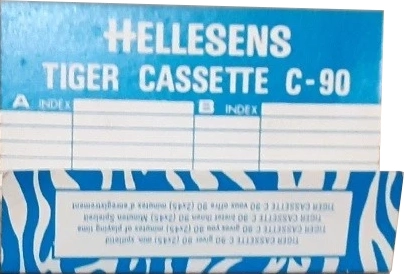 HELLESENS
TIGER CASSETTE C-90
A INDEX B INDEX
TIGER CASSETTE C 90 giver 90 (2x45) min. spilletid
TIGER CASSETTE C 90 gives you 90 (2x45) minutes of playing time
TIGER CASSETTE C 90 bietet Ihnen 90 (2x45) Minuten Spielzeit
TIGER CASSETTE C 90 vous offre 90 (2x45) minutes d'enregistrement